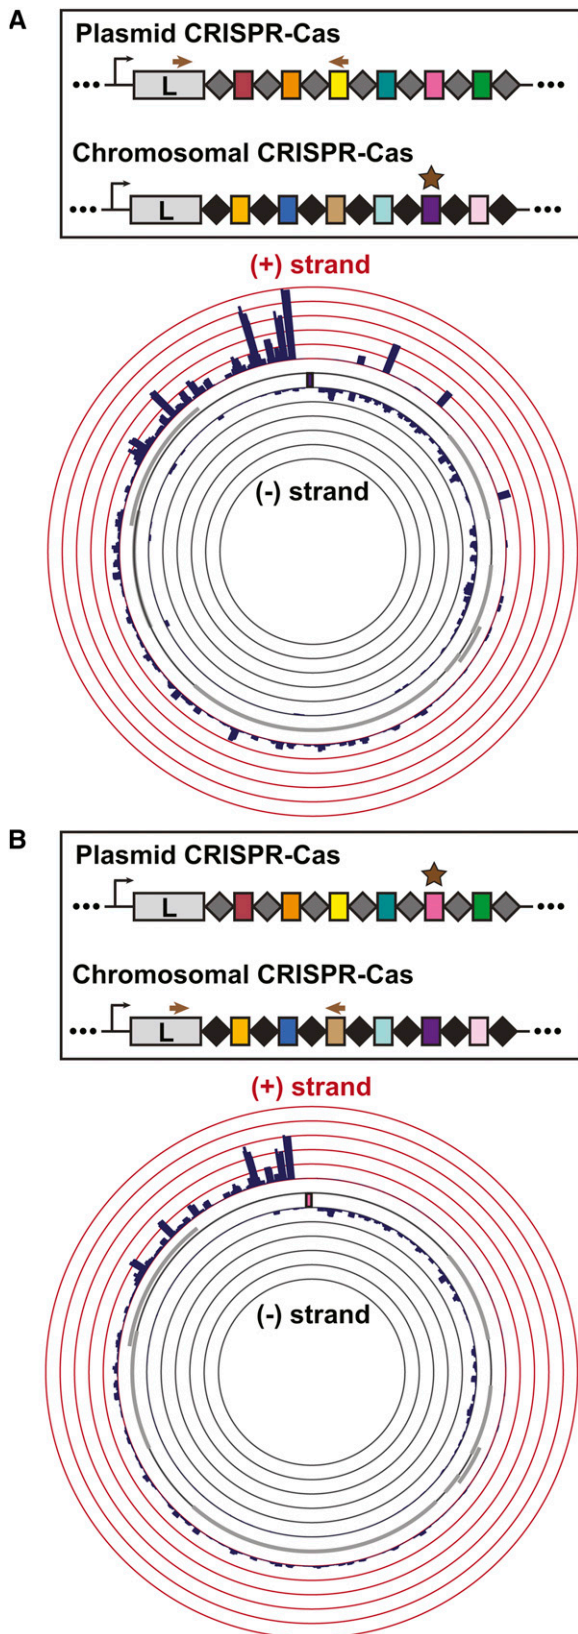 A
Plasmid CRISPR-Cas
L
Chromosomal CRISPR-Cas
L
(+) strand
(-) strand
B
Plasmid CRISPR-Cas
L
Chromosomal CRISPR-Cas
L
(+) strand
(-) strand